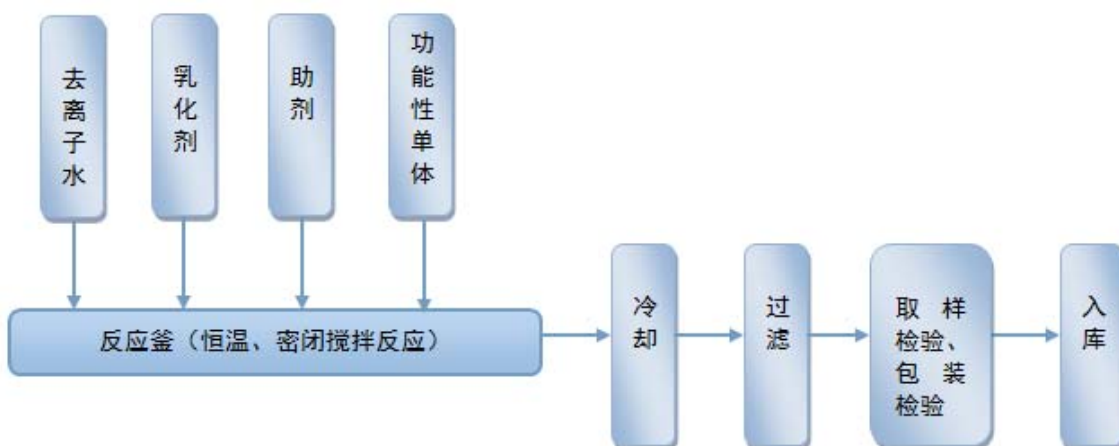 去离子水
乳化剂
助剂
功能性单体
反应釜（恒温、密闭搅拌反应）
冷却
过滤
取 样
检验、
包 装
检验
入库